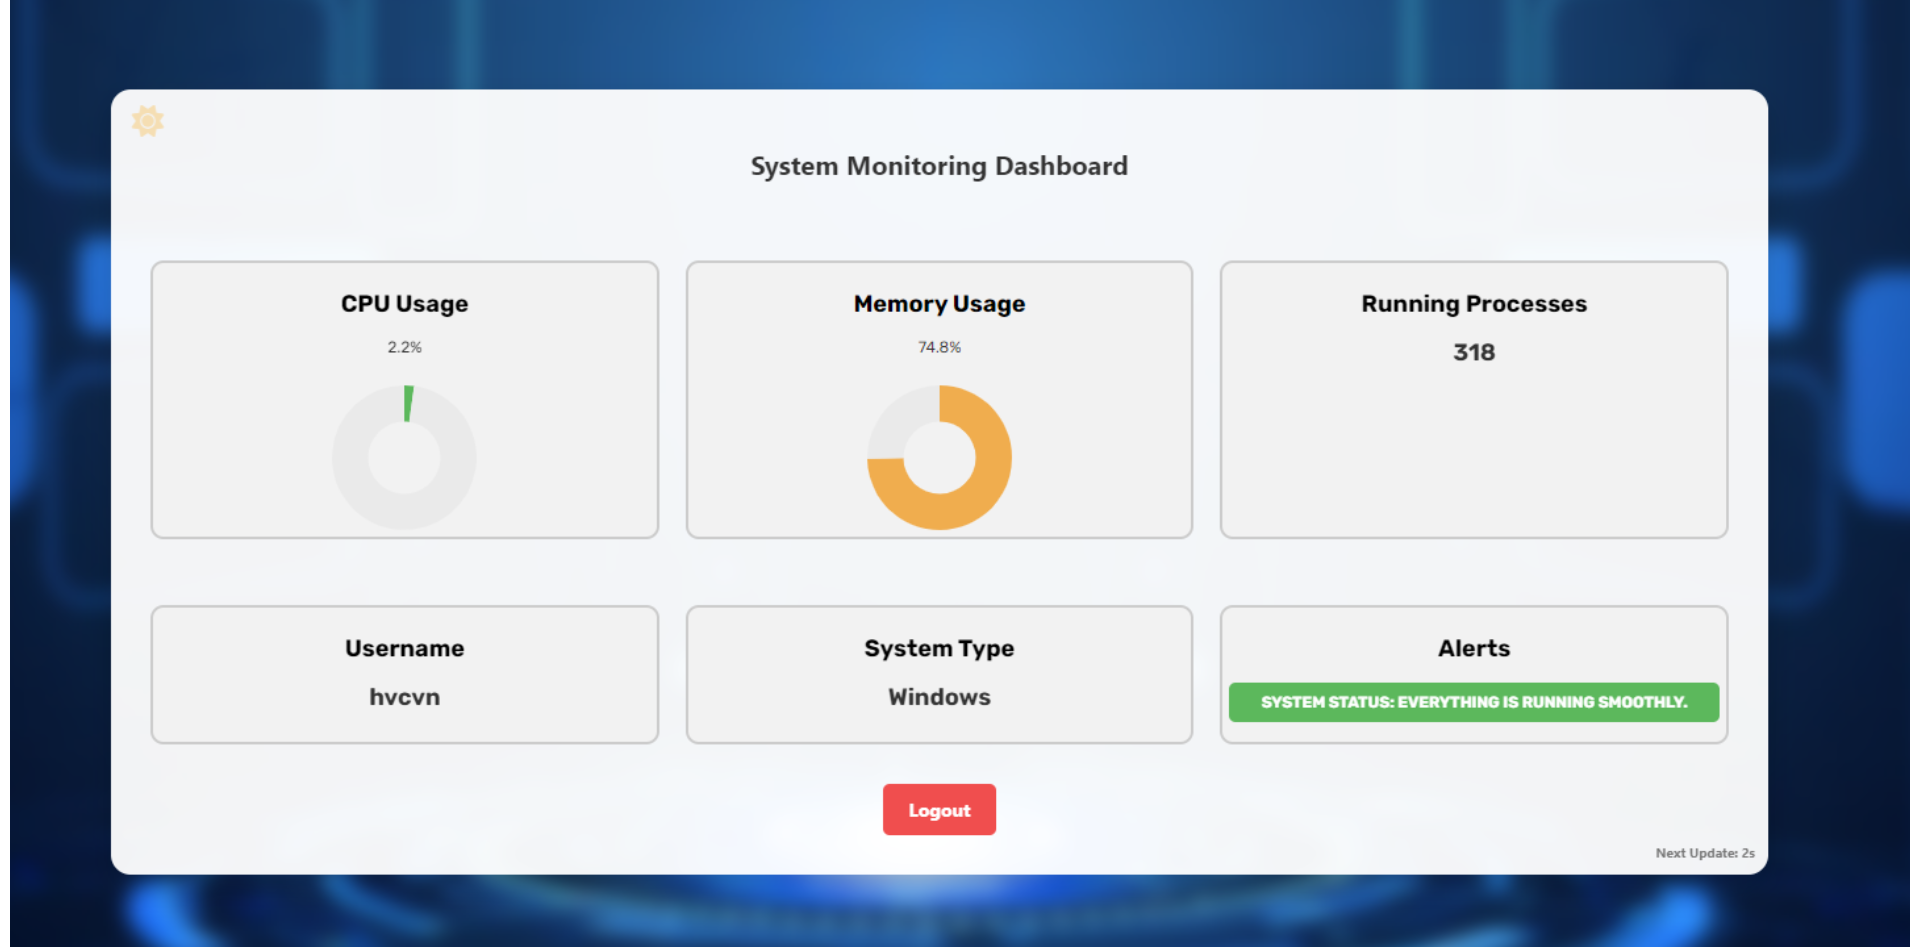 System Monitoring Dashboard
CPU Usage
2.2%
Memory Usage
74.8%
Running Processes
318
Username
hvcvn
System Type
Windows
Alerts
SYSTEM STATUS: EVERYTHING IS RUNNING SMOOTHLY.
Logout
Next Update: 2s